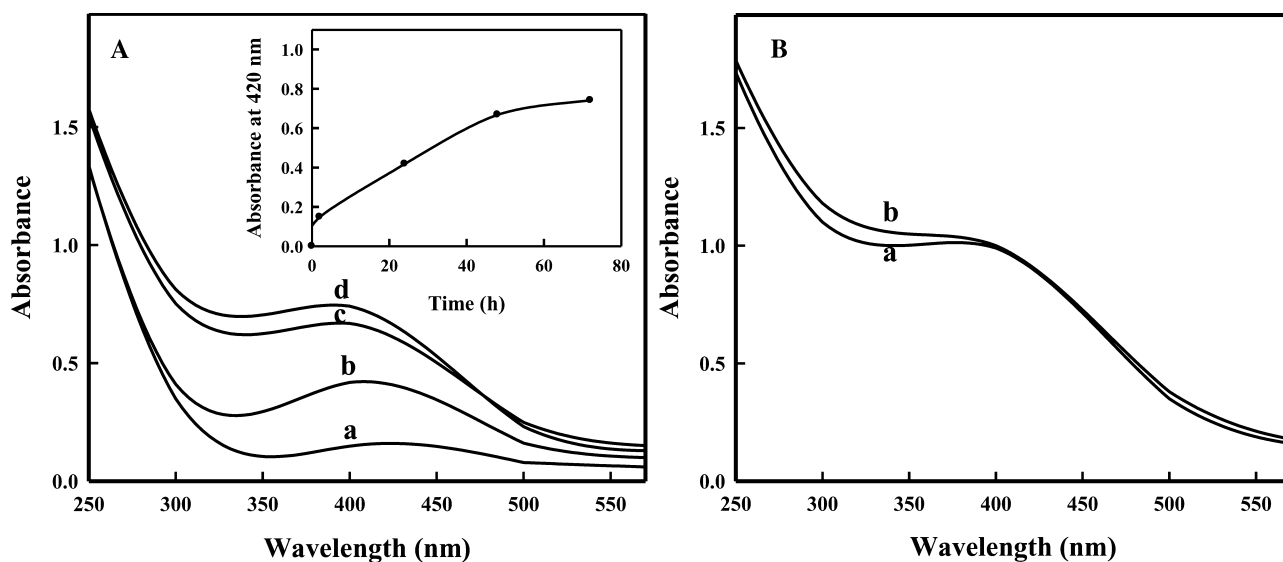 A
Absorbance
1.5
1.0
0.5
0.0
250 300 350 400 450 500 550
Wavelength (nm)
d
c
b
a
Absorbance at 420 nm
1.0
0.8
0.6
0.4
0.2
0.0
0 20 40 60 80
Time (h)
B
Absorbance
1.5
1.0
0.5
0.0
250 300 350 400 450 500 550
Wavelength (nm)
b
a